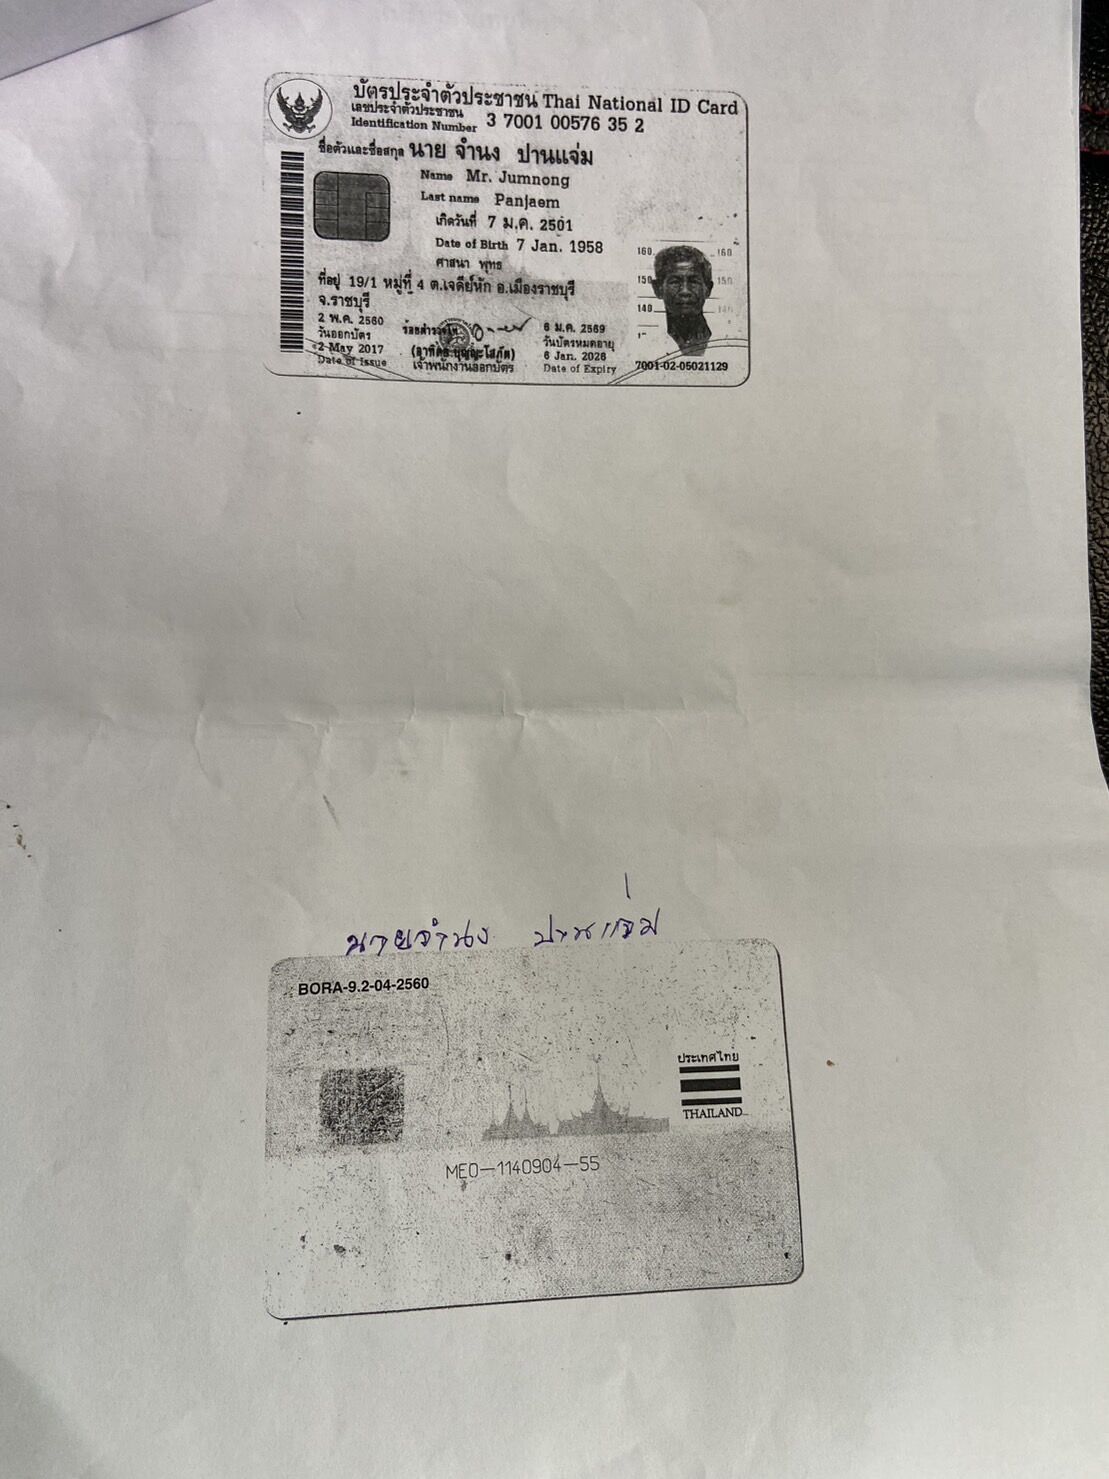 บัตรประจำตัวประชาชน Thai National ID Card
เลขประจำตัวประชาชน
Identification Number 3 7001 00576 35 2
ชื่อตัวและชื่อสกุล นาย จำนง ปานแจ่ม
Name Mr. Jumnong
Last name Panjaem
เกิดวันที่ 7 ม.ค. 2501
Date of Birth 7 Jan. 1958
ศาสนา พุทธ
ที่อยู่ 19/1 หมู่ที่ 4 ต.เจดีย์หัก อ.เมืองราชบุรี
จ.ราชบุรี
2 พ.ค. 2560
วันออกบัตร
2 May 2017
Date of Issue
เจ้าพนักงานออกบัตร
6 ม.ค. 2569
วันบัตรหมดอายุ
6 Jan. 2026
Date of Expiry
160 160
150 150
140 140
7001-02-05021129
นายจำนง ปานแจ่ม
BORA-9.2-04-2560
ประเทศไทย
THAILAND
ME0-1140904-55